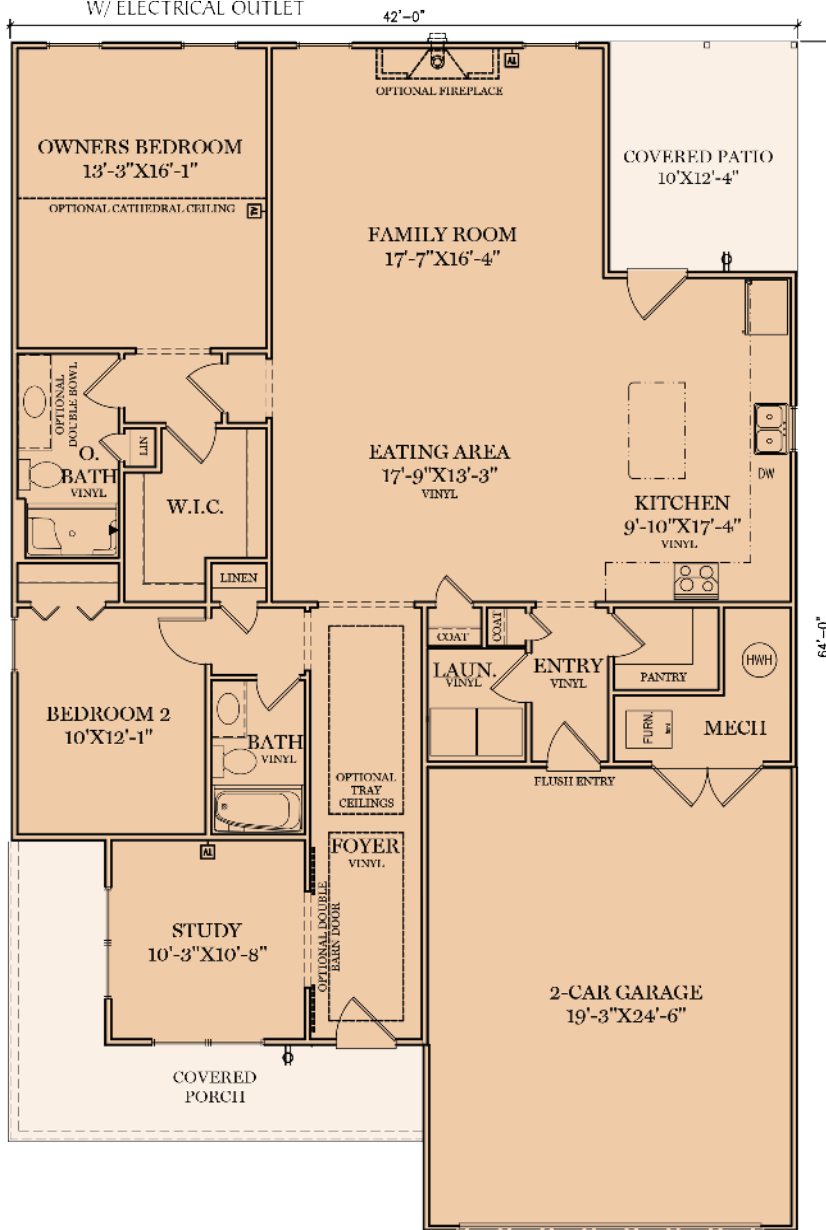 W/ ELECTRICAL OUTLET
42'-0"
OPTIONAL FIREPLACE
OWNERS BEDROOM
13'-3"X16'-1"
OPTIONAL CATHEDRAL CEILING
TV
FAMILY ROOM
17'-7"X16'-4"
COVERED PATIO
10'X12'-4"
OPTIONAL
DOUBLE BOWL
O.
BATH
VINYL
LIN
W.I.C.
LINEN
EATING AREA
17'-9"X13'-3"
VINYL
DW
KITCHEN
9'-10"X17'-4"
VINYL
64'-0"
COAT
COAT
LAUN.
VINYL
ENTRY
VINYL
PANTRY
HWH
FURN.
MECH
FLUSH ENTRY
BEDROOM 2
10'X12'-1"
BATH
VINYL
OPTIONAL
TRAY
CEILINGS
FOYER
VINYL
OPTIONAL DOUBLE
BARN DOOR
TV
STUDY
10'-3"X10'-8"
2-CAR GARAGE
19'-3"X24'-6"
COVERED
PORCH